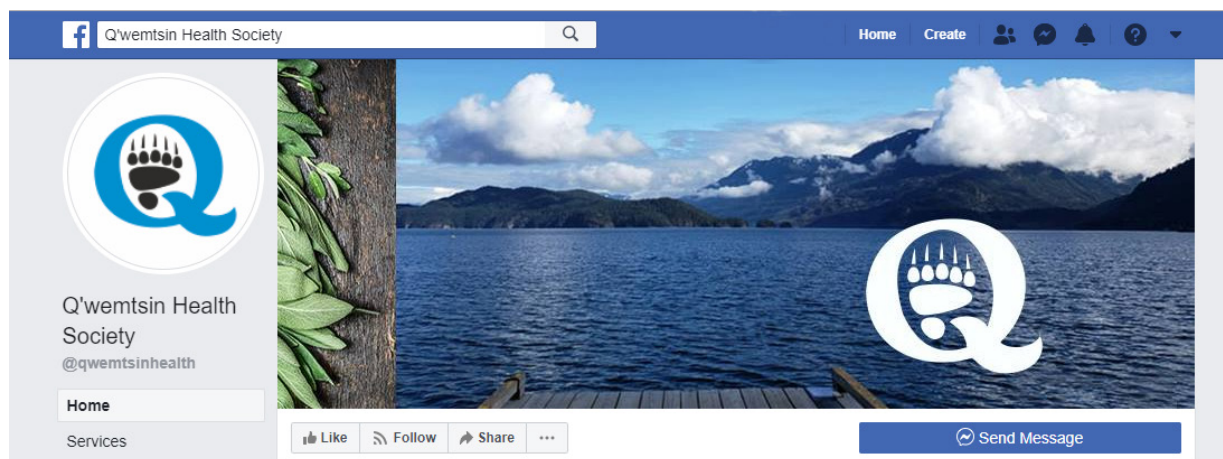 Q'wemtsin Health Society
Home
Create
Q
Q
Q'wemtsin Health
Society
@qwemtsinhealth
Home
Services
Like
Follow
Share
Send Message